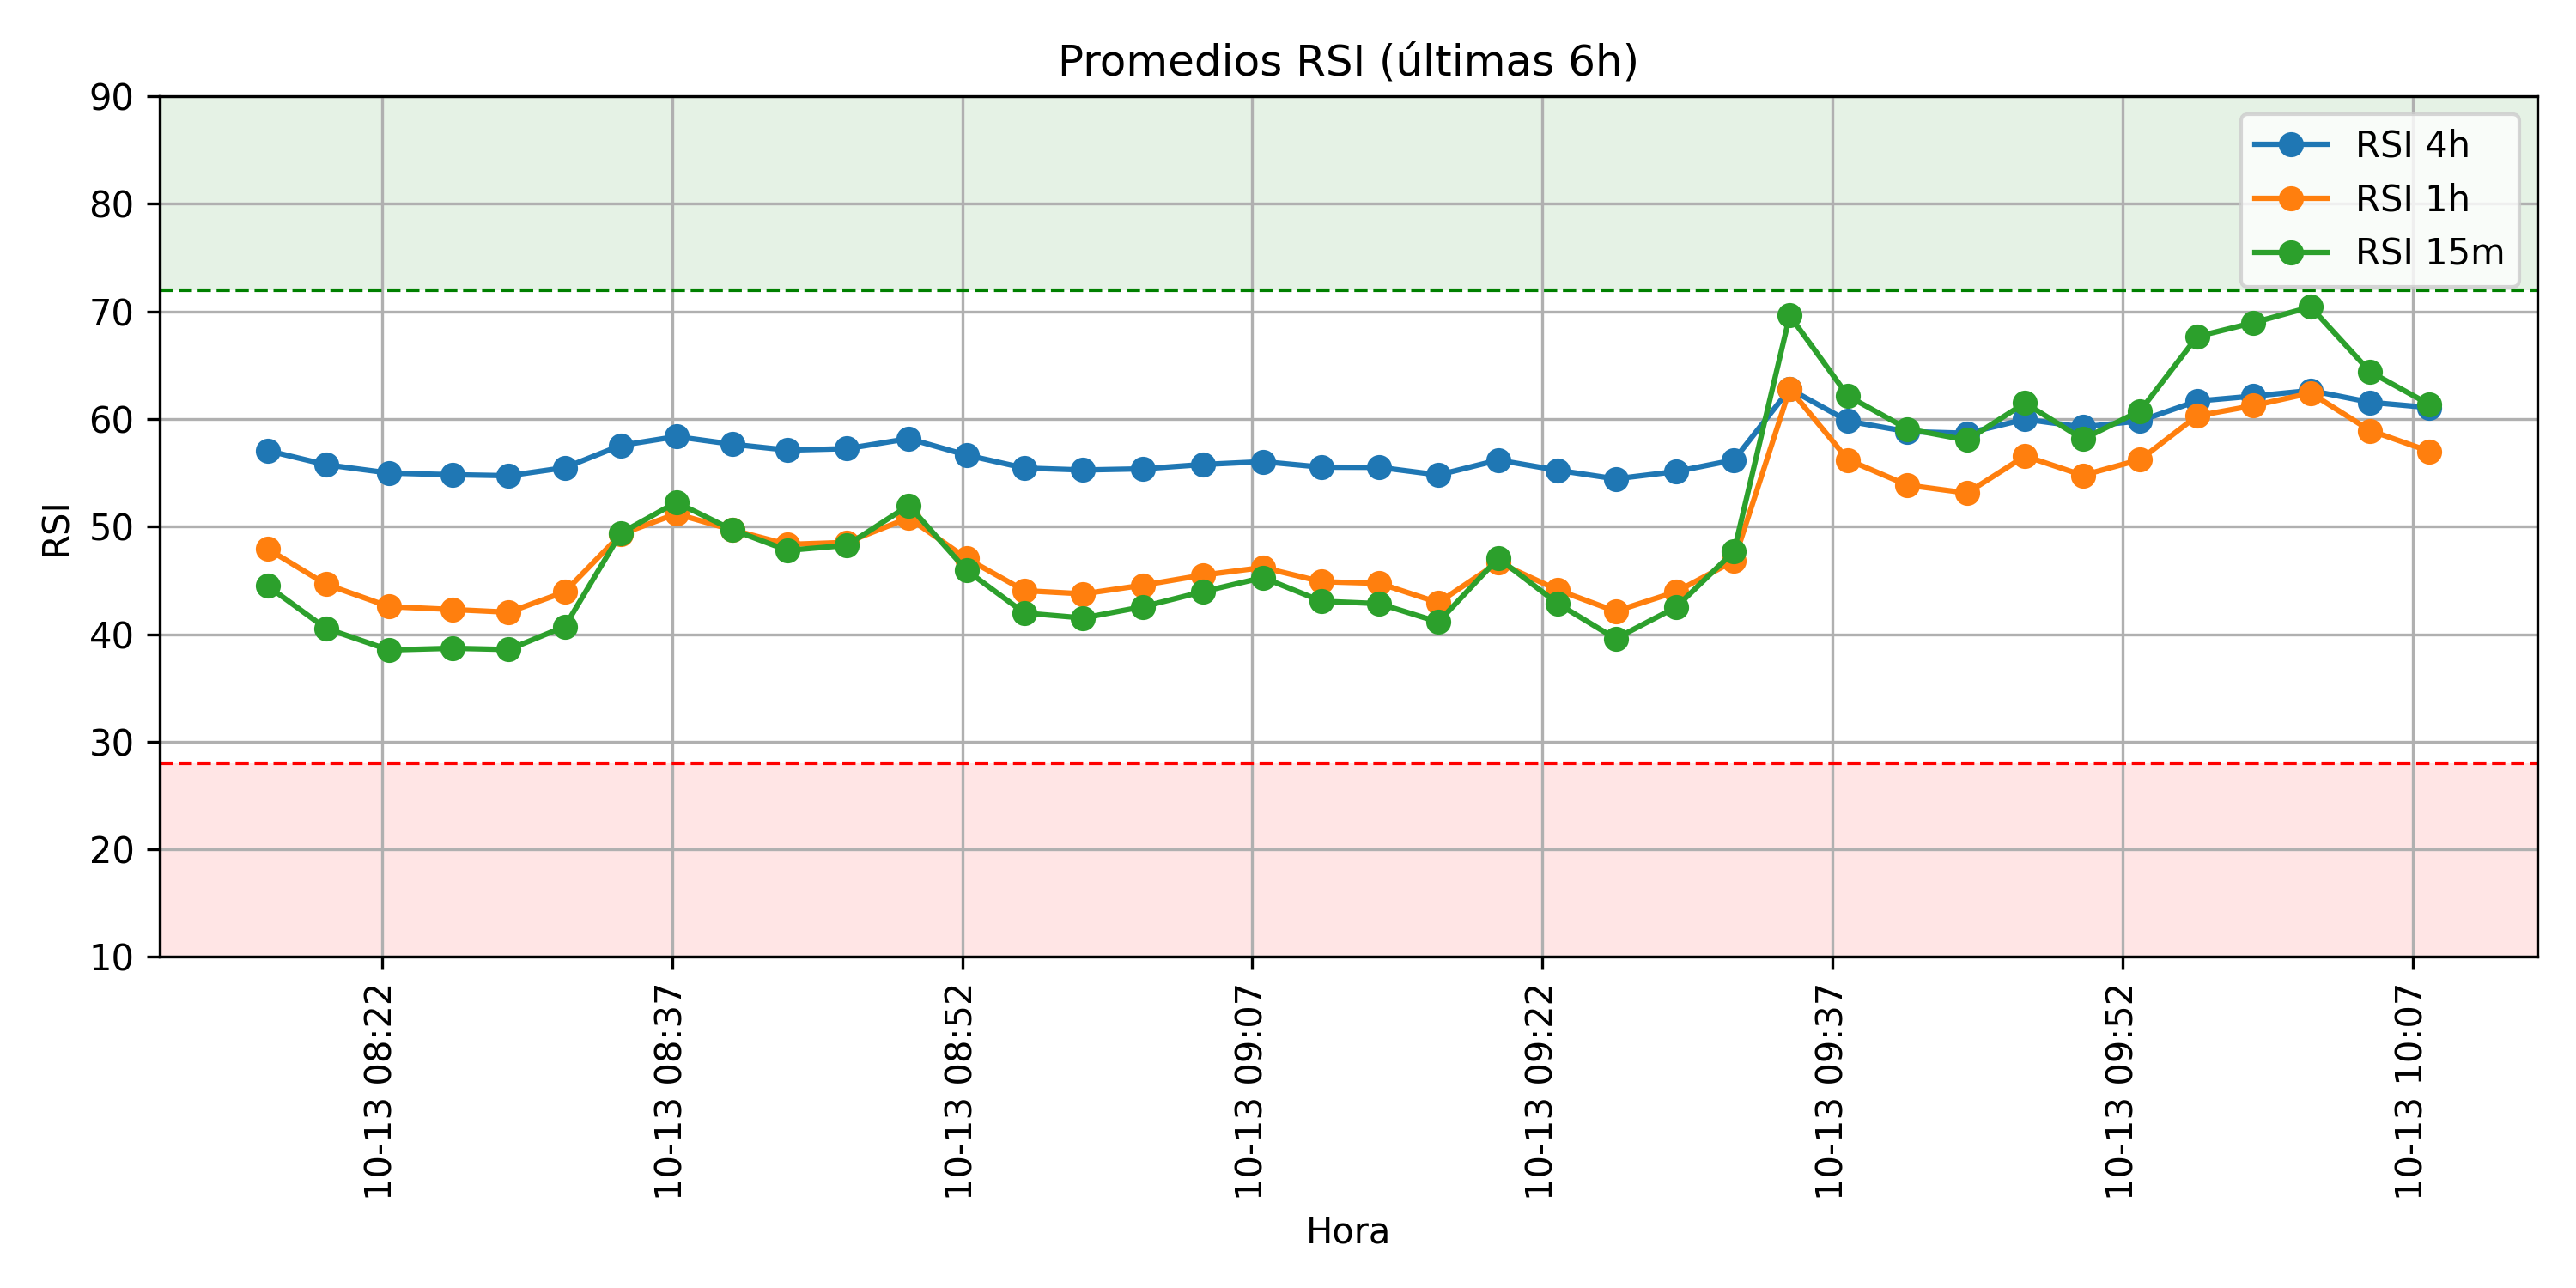 Promedios RSI (últimas 6h)
RSI 4h
RSI 1h
RSI 15m
RSI
90
80
70
60
50
40
30
20
10
10-13 08:22
10-13 08:37
10-13 08:52
10-13 09:07
10-13 09:22
10-13 09:37
10-13 09:52
10-13 10:07
Hora